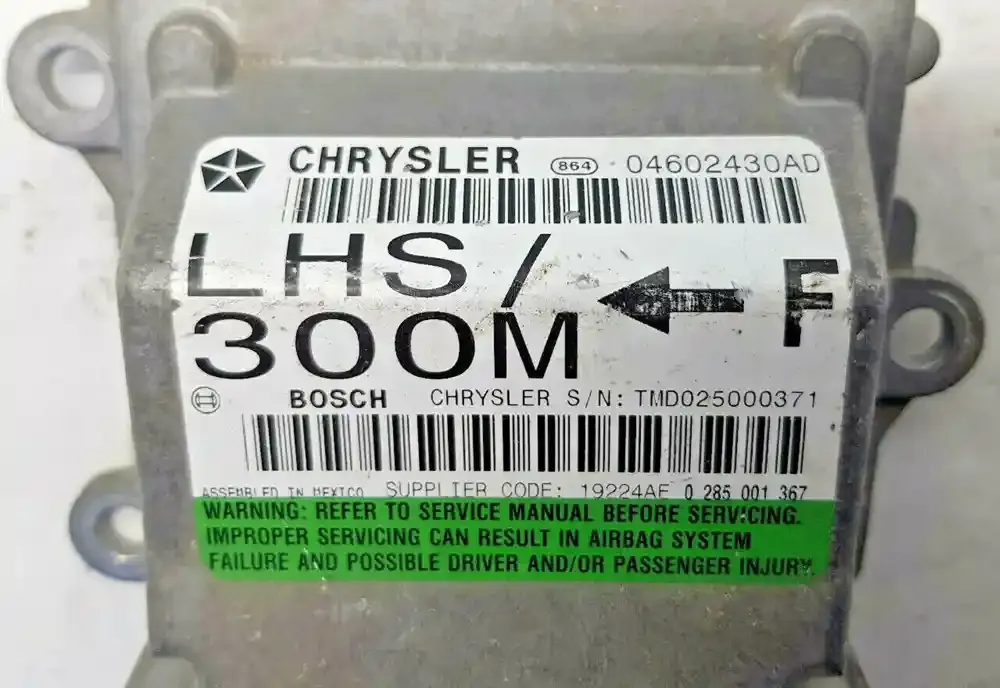 CHRYSLER 864 04602430AD
LHS/
300M
← F
BOSCH CHRYSLER S/N: TMD025000371
ASSEMBLED IN MEXICO SUPPLIER CODE: 19224AE 0 285 001 367
WARNING: REFER TO SERVICE MANUAL BEFORE SERVICING.
IMPROPER SERVICING CAN RESULT IN AIRBAG SYSTEM
FAILURE AND POSSIBLE DRIVER AND/OR PASSENGER INJURY.